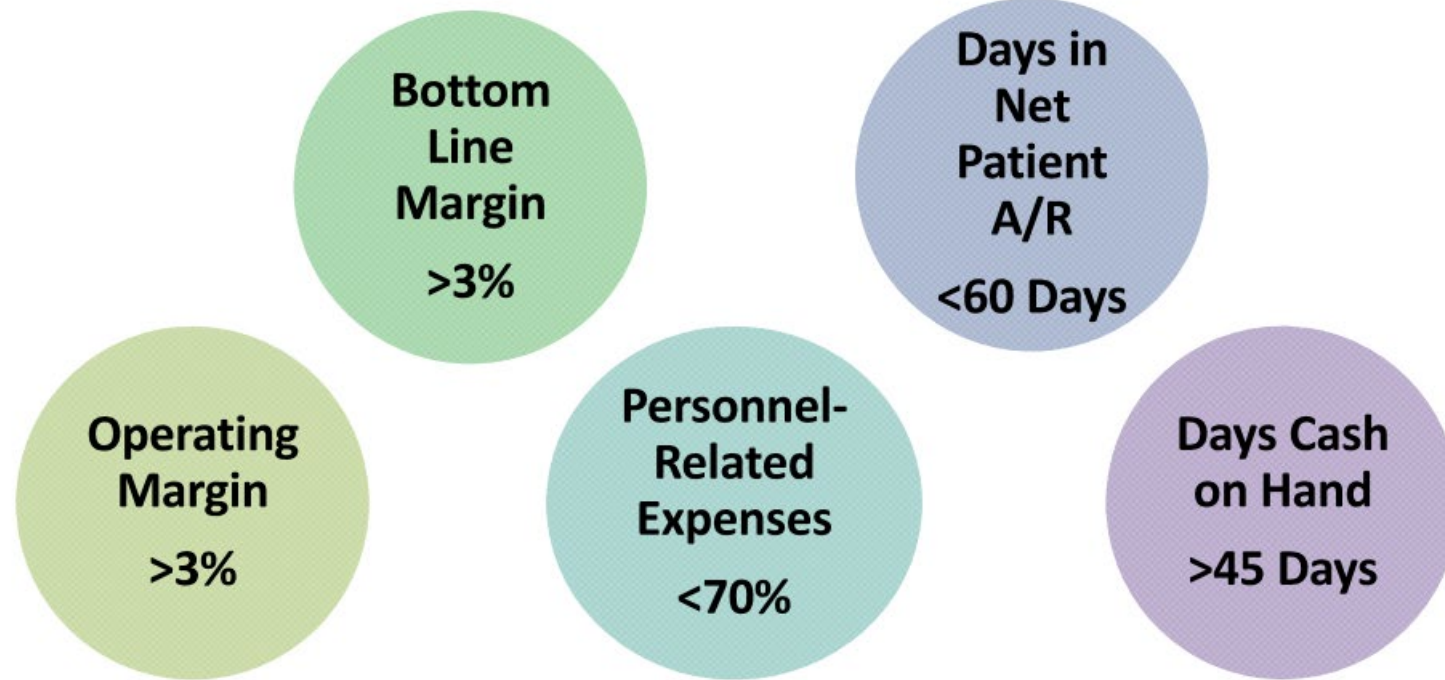 Bottom
Line
Margin
>3%
Days in
Net
Patient
A/R
<60 Days
Operating
Margin
>3%
Personnel-
Related
Expenses
<70%
Days Cash
on Hand
>45 Days